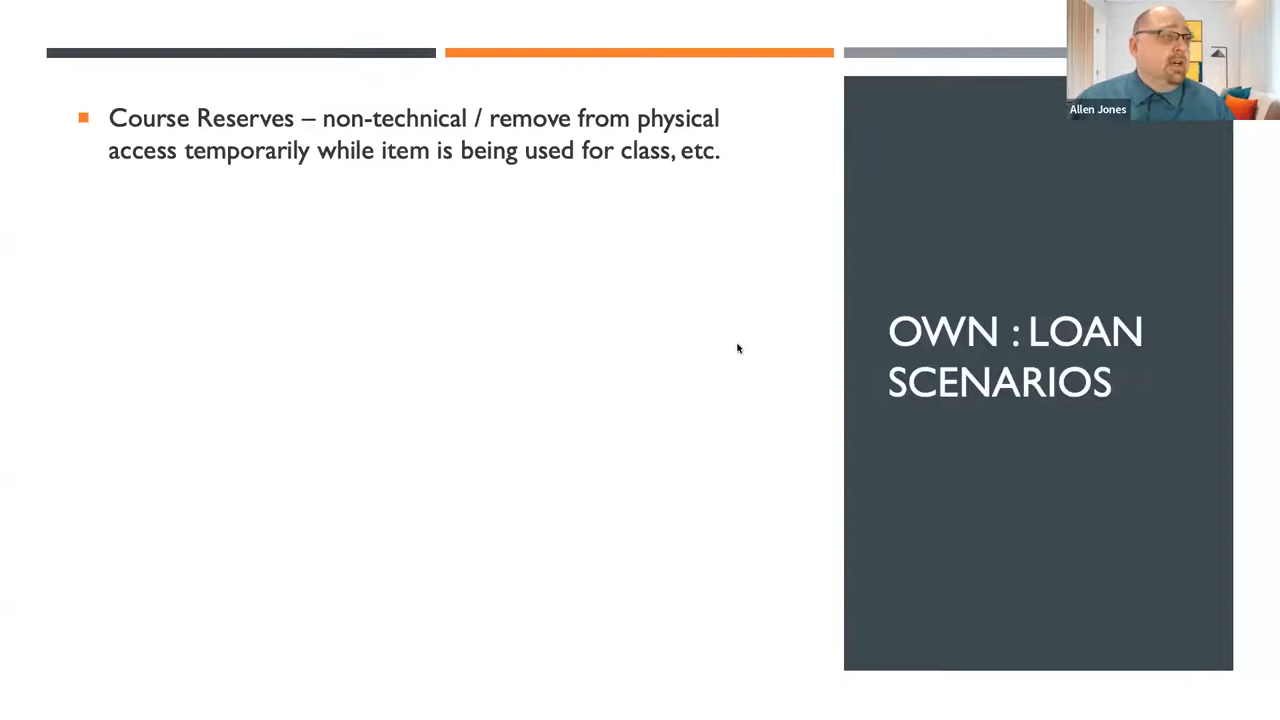 Course Reserves – non-technical / remove from physical
access temporarily while item is being used for class, etc.
OWN : LOAN
SCENARIOS
Allen Jones